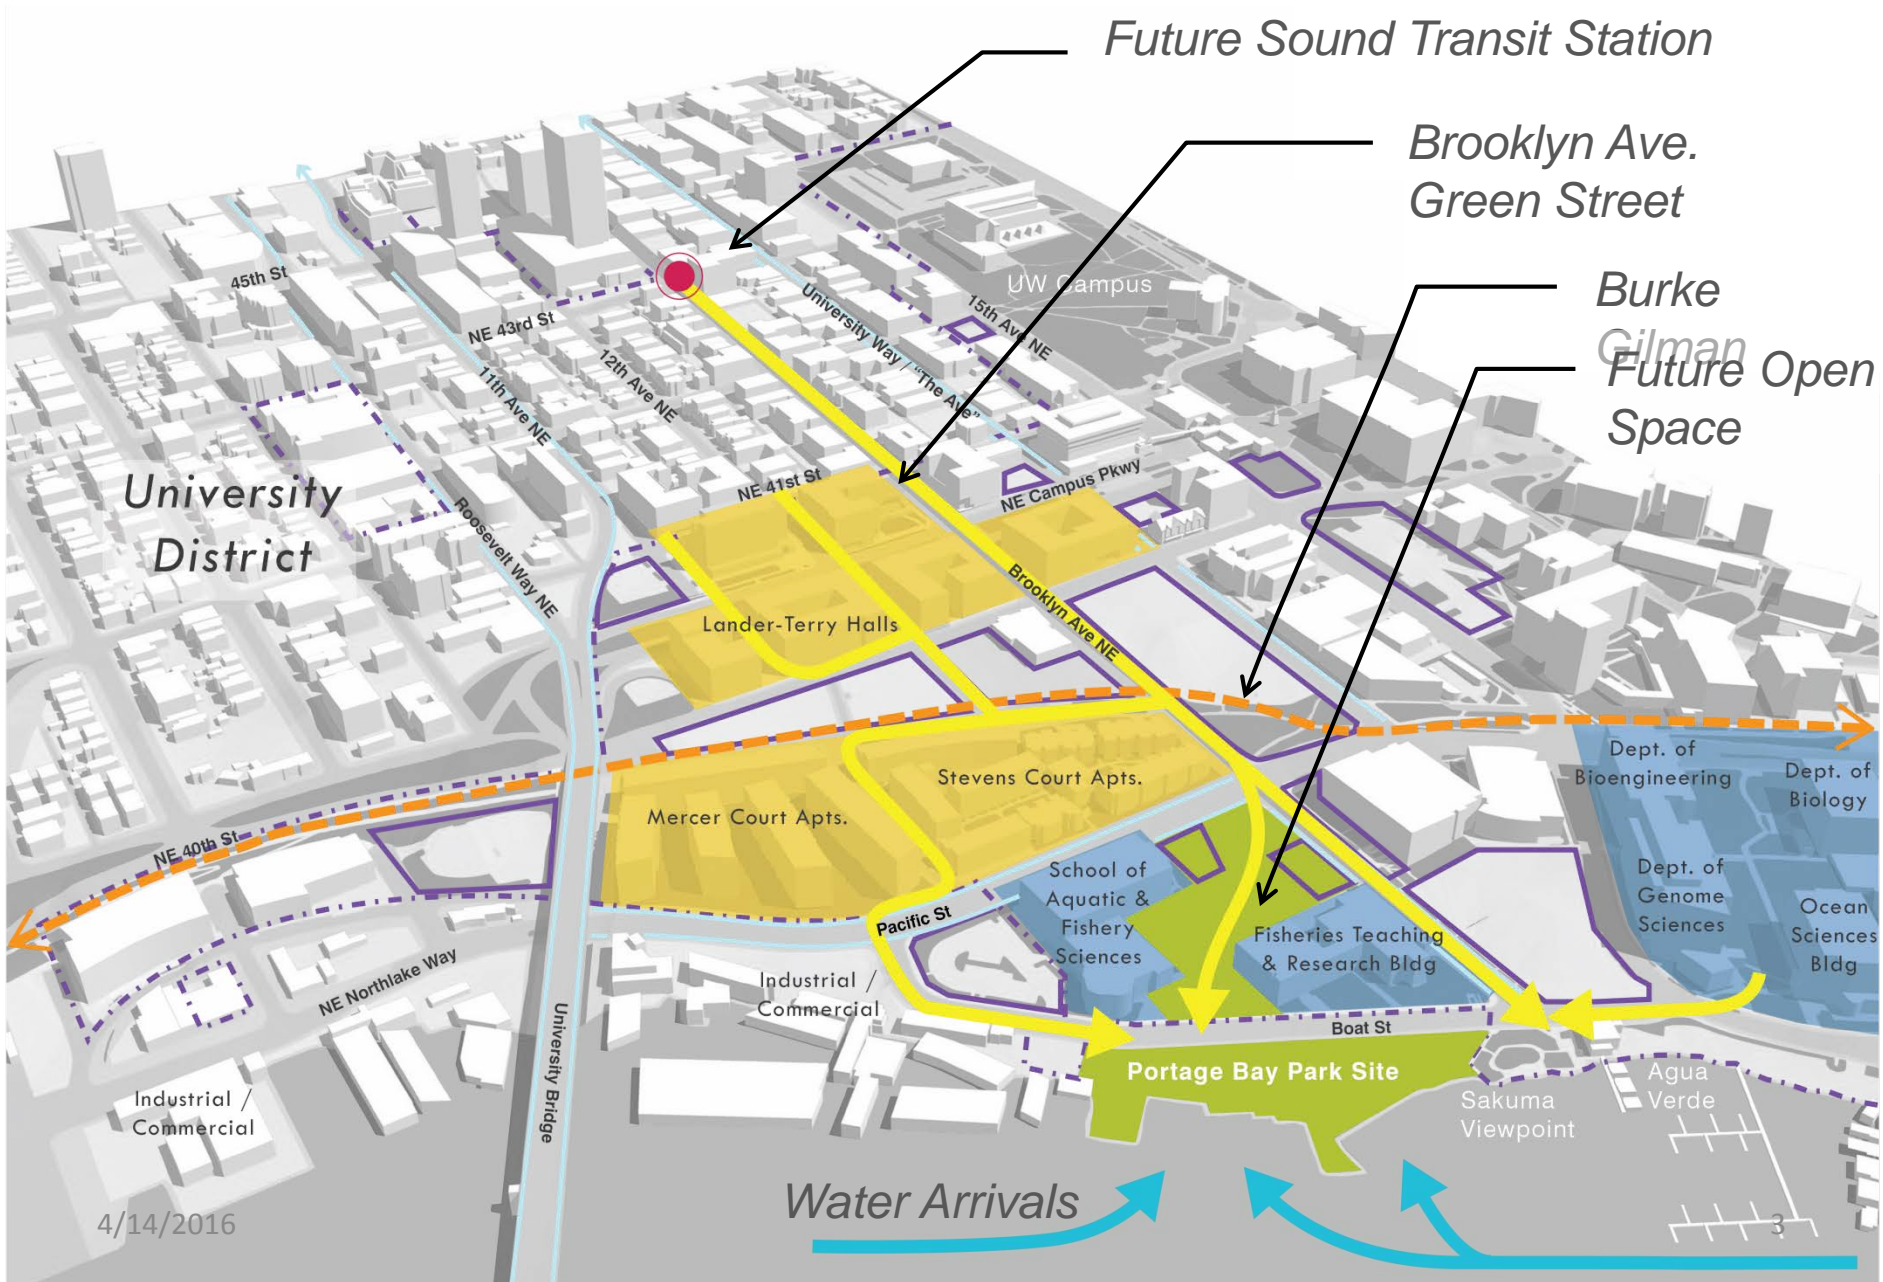 Future Sound Transit Station
Brooklyn Ave.
Green Street
Burke
Gilman
Future Open
Space
UW Campus
45th St
NE 43rd St
15th Ave NE
University Way / "The Ave"
12th Ave NE
11th Ave NE
University
District
NE 41st St
NE Campus Pkwy
Roosevelt Way NE
Brooklyn Ave NE
Lander-Terry Halls
Stevens Court Apts.
Mercer Court Apts.
Dept. of
Bioengineering
Dept. of
Biology
NE 40th St
School of
Aquatic &
Fishery
Sciences
Dept. of
Genome
Sciences
Ocean
Sciences
Bldg
Pacific St
Fisheries Teaching
& Research Bldg
NE Northlake Way
Industrial /
Commercial
University Bridge
Boat St
Portage Bay Park Site
Sakuma
Viewpoint
Agua
Verde
Industrial /
Commercial
Water Arrivals
4/14/2016
3